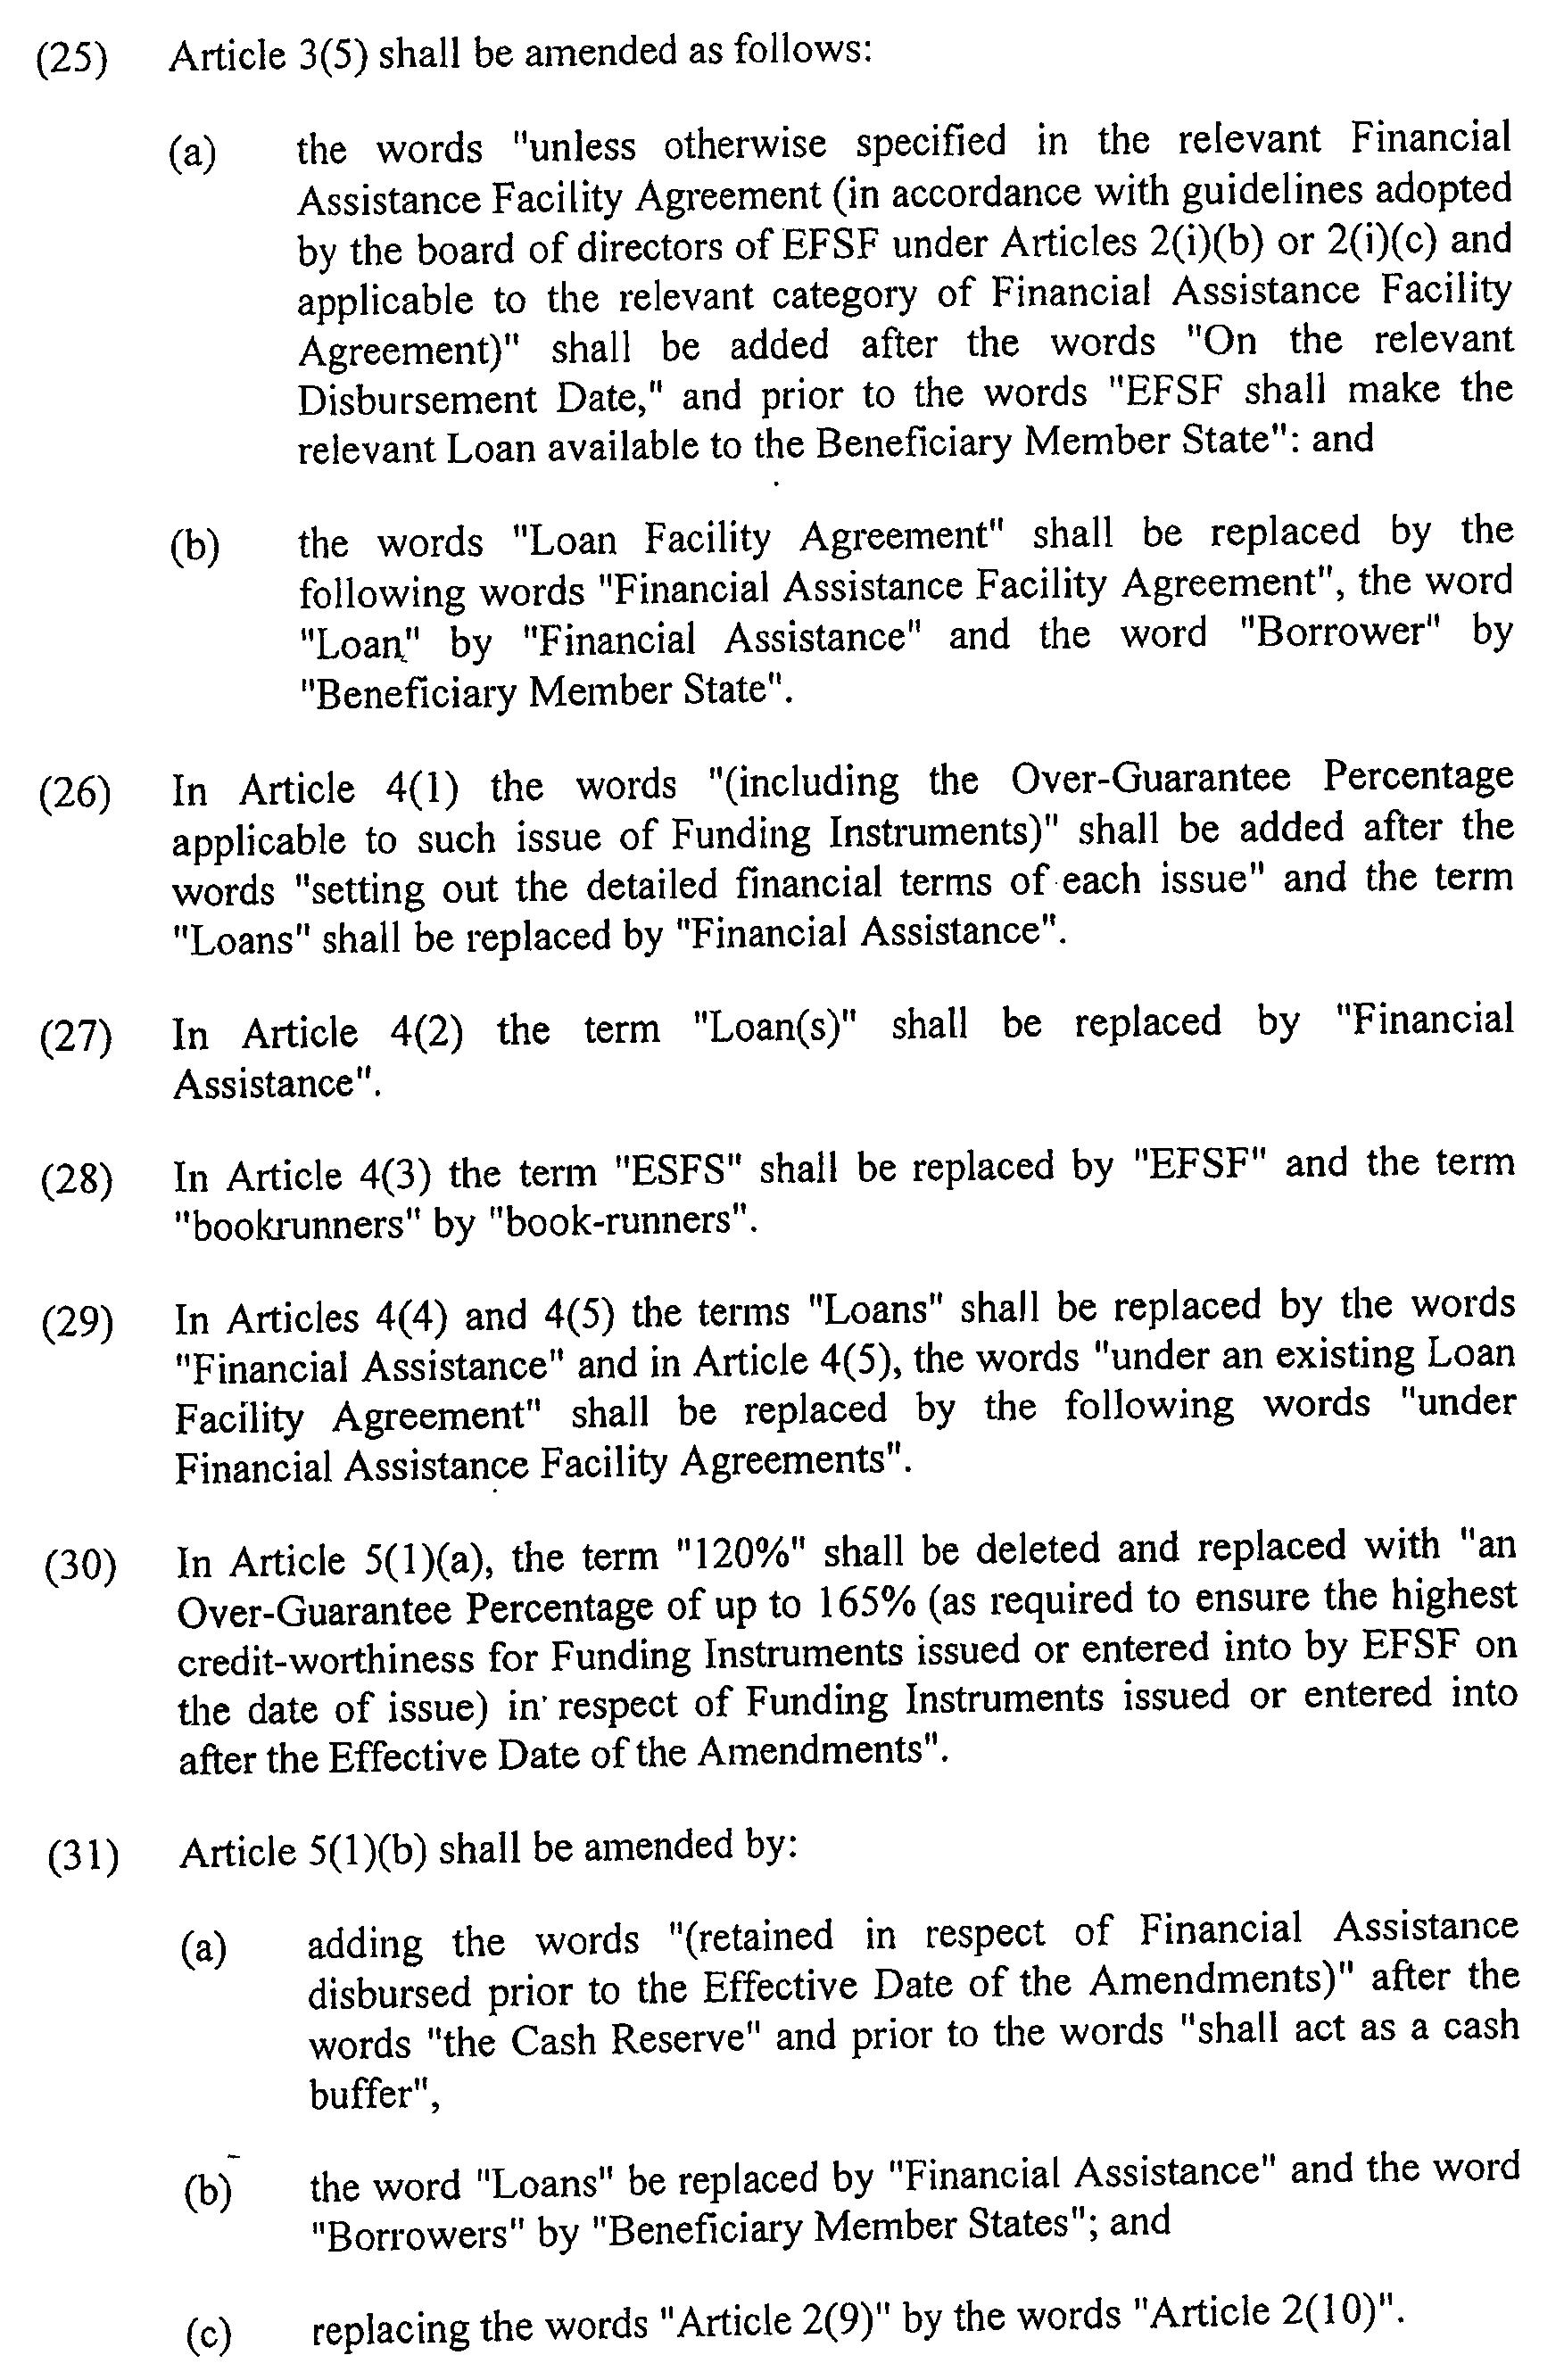 (25) Article 3(5) shall be amended as follows:
(a) the words "unless otherwise specified in the relevant Financial
Assistance Facility Agreement (in accordance with guidelines adopted
by the board of directors of EFSF under Articles 2(i)(b) or 2(i)(c) and
applicable to the relevant category of Financial Assistance Facility
Agreement)" shall be added after the words "On the relevant
Disbursement Date," and prior to the words "EFSF shall make the
relevant Loan available to the Beneficiary Member State": and
(b) the words "Loan Facility Agreement" shall be replaced by the
following words "Financial Assistance Facility Agreement", the word
"Loan" by "Financial Assistance" and the word "Borrower" by
"Beneficiary Member State".
(26) In Article 4(1) the words "(including the Over-Guarantee Percentage
applicable to such issue of Funding Instruments)" shall be added after the
words "setting out the detailed financial terms of each issue" and the term
"Loans" shall be replaced by "Financial Assistance".
(27) In Article 4(2) the term "Loan(s)" shall be replaced by "Financial
Assistance".
(28) In Article 4(3) the term "ESFS" shall be replaced by "EFSF" and the term
"bookrunners" by "book-runners".
(29) In Articles 4(4) and 4(5) the terms "Loans" shall be replaced by the words
"Financial Assistance" and in Article 4(5), the words "under an existing Loan
Facility Agreement" shall be replaced by the following words "under
Financial Assistance Facility Agreements".
(30) In Article 5(1)(a), the term "120%" shall be deleted and replaced with "an
Over-Guarantee Percentage of up to 165% (as required to ensure the highest
credit-worthiness for Funding Instruments issued or entered into by EFSF on
the date of issue) in respect of Funding Instruments issued or entered into
after the Effective Date of the Amendments".
(31) Article 5(1)(b) shall be amended by:
(a) adding the words "(retained in respect of Financial Assistance
disbursed prior to the Effective Date of the Amendments)" after the
words "the Cash Reserve" and prior to the words "shall act as a cash
buffer",
(b) the word "Loans" be replaced by "Financial Assistance" and the word
"Borrowers" by "Beneficiary Member States"; and
(c) replacing the words "Article 2(9)" by the words "Article 2(10)".